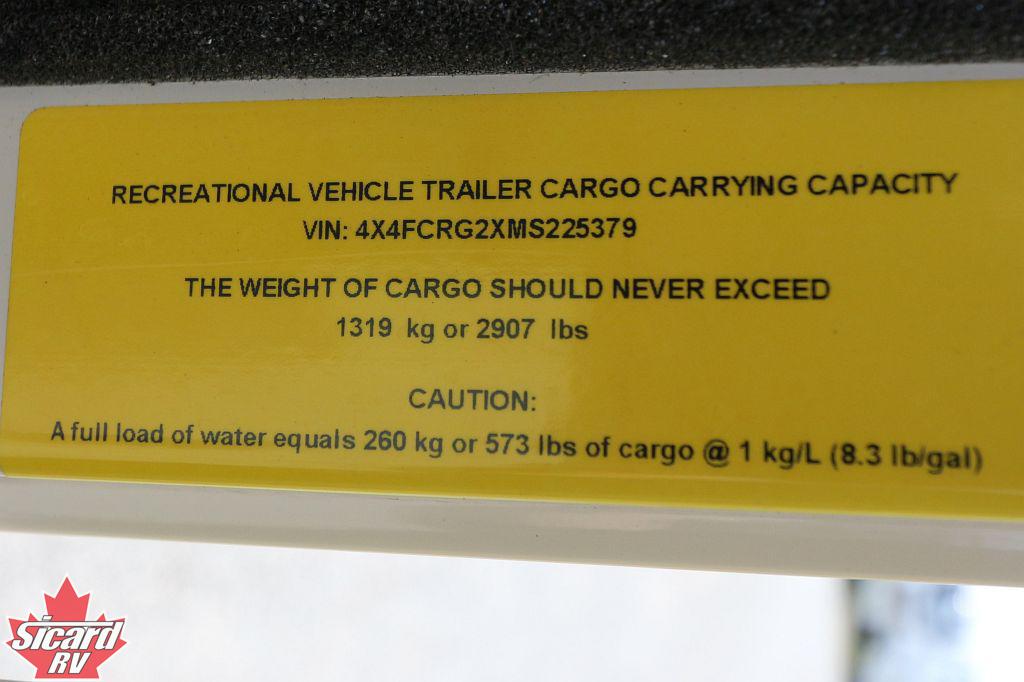 RECREATIONAL VEHICLE TRAILER CARGO CARRYING CAPACITY
VIN: 4X4FCRG2XMS225379
THE WEIGHT OF CARGO SHOULD NEVER EXCEED
1319 kg or 2907 lbs
CAUTION:
A full load of water equals 260 kg or 573 lbs of cargo @ 1 kg/L (8.3 lb/gal)
Sicard
RV